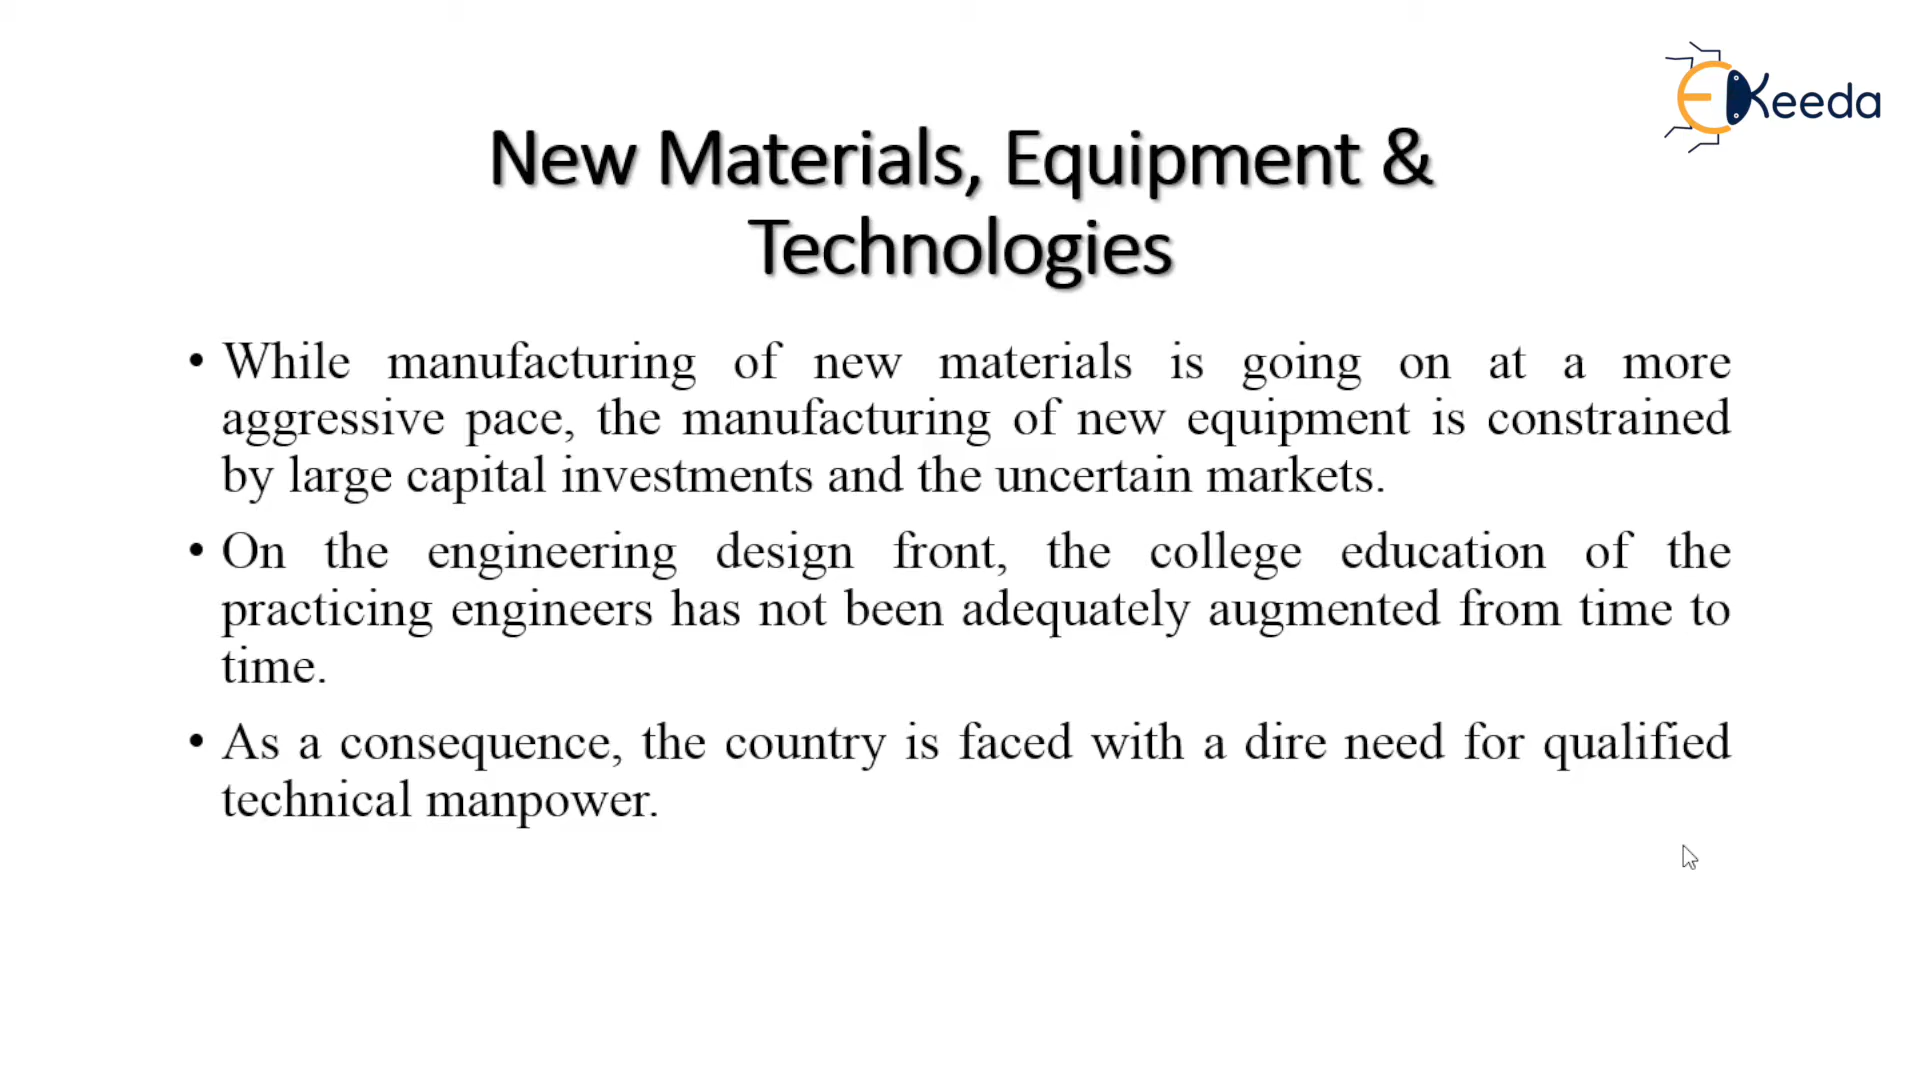 EKeeda
New Materials, Equipment &
Technologies
• While manufacturing of new materials is going on at a more
aggressive pace, the manufacturing of new equipment is constrained
by large capital investments and the uncertain markets.
• On the engineering design front, the college education of the
practicing engineers has not been adequately augmented from time to
time.
• As a consequence, the country is faced with a dire need for qualified
technical manpower.